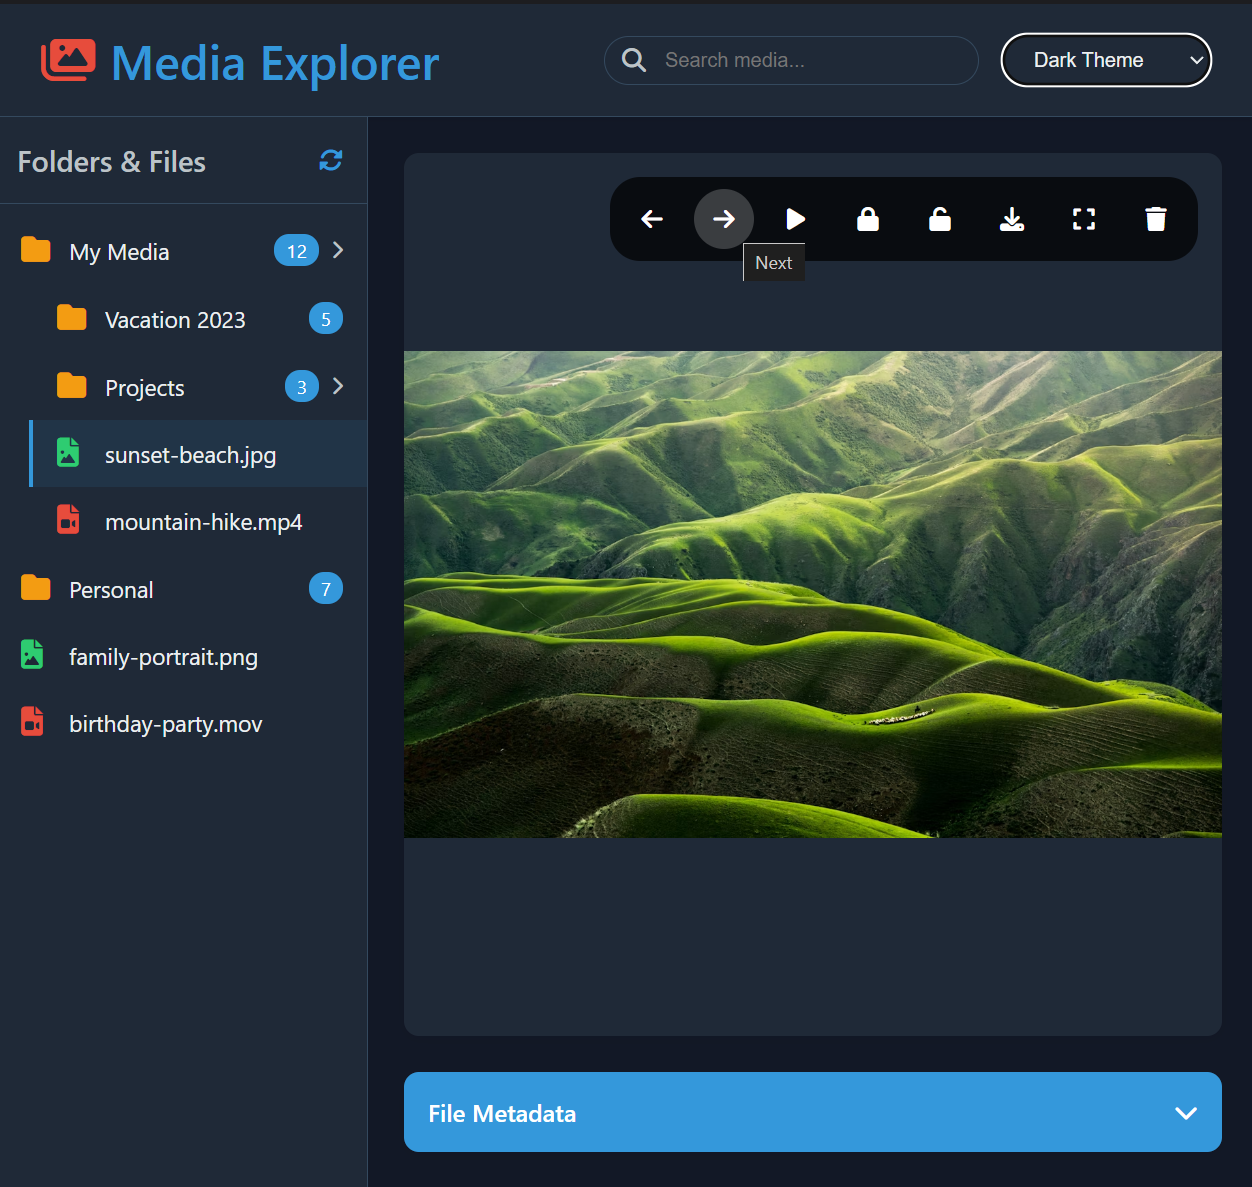 Media Explorer
Search media...
Dark Theme
Folders & Files
My Media 12
Vacation 2023 5
Projects 3
sunset-beach.jpg
mountain-hike.mp4
Personal 7
family-portrait.png
birthday-party.mov
Next
File Metadata